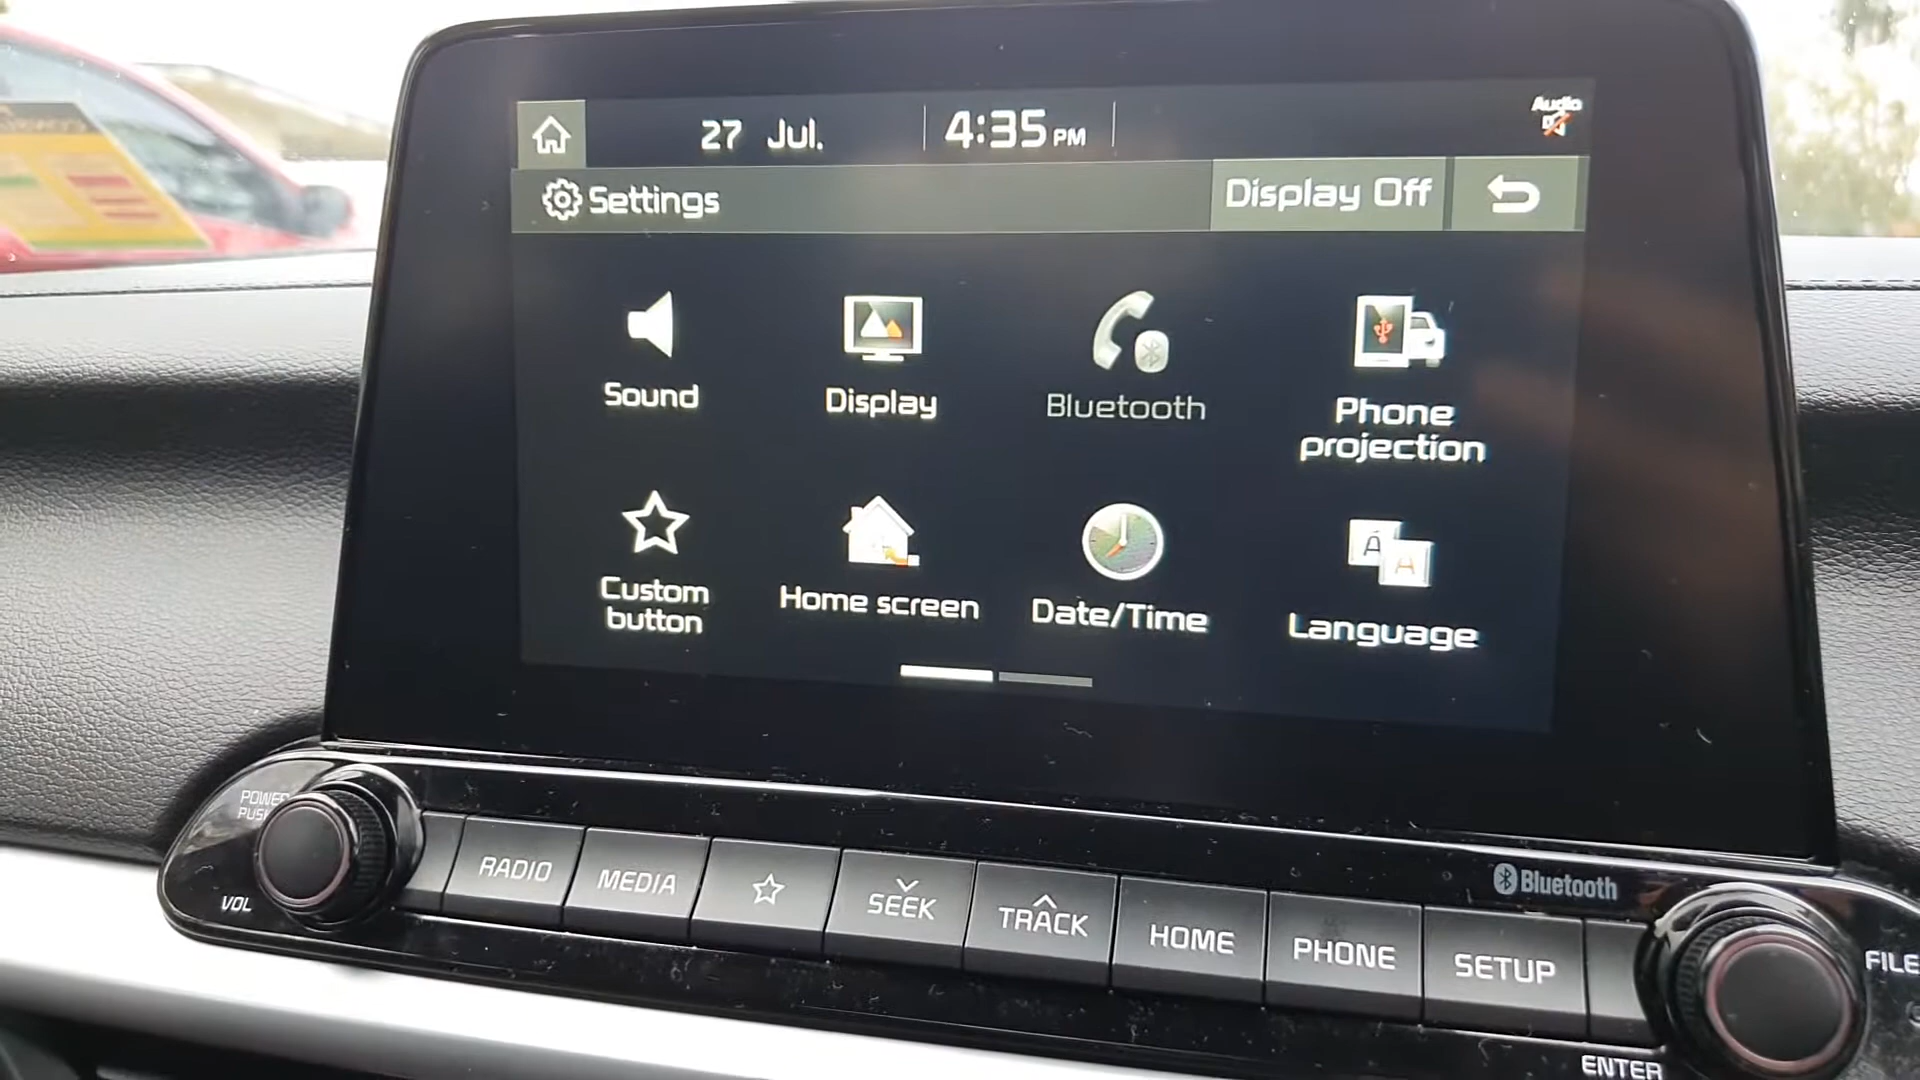 27 Jul.
4:35 PM
Audio
Settings
Display Off
Sound
Display
Bluetooth
Phone
projection
Custom
button
Home screen
Date/Time
Language
POWER
PUSH
VOL
RADIO
MEDIA
SEEK
TRACK
HOME
PHONE
SETUP
Bluetooth
FILE
ENTER